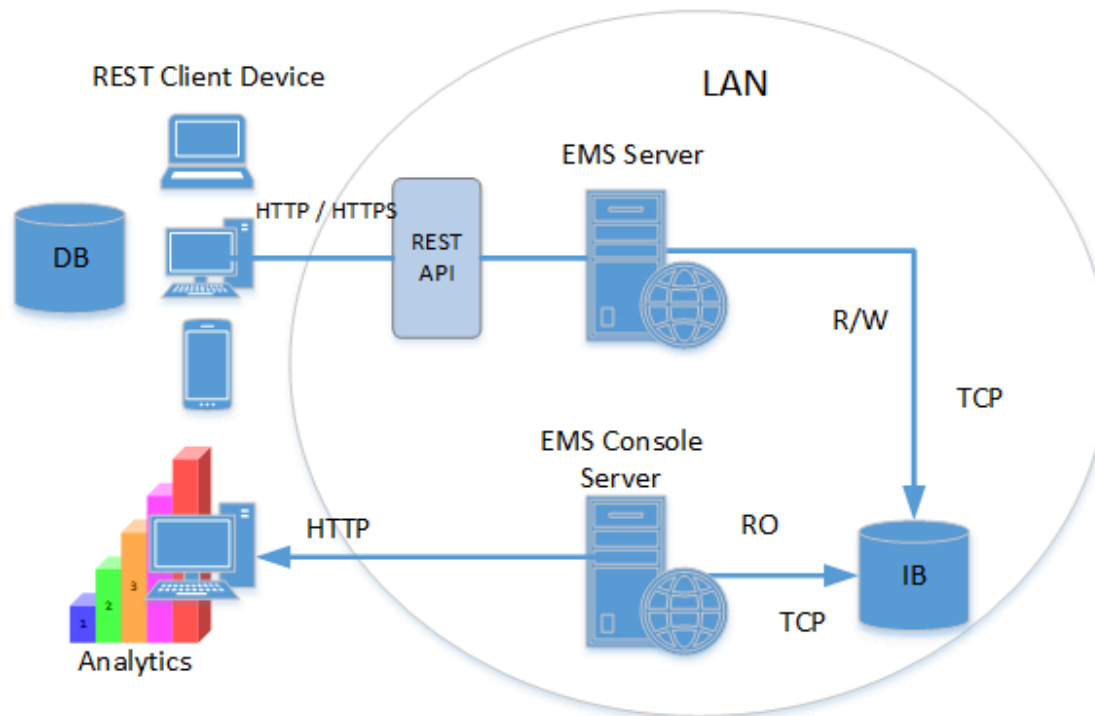 LAN
REST Client Device
EMS Server
HTTP / HTTPS
REST
API
DB
R/W
TCP
EMS Console
Server
HTTP
RO
IB
TCP
3
2
1
Analytics